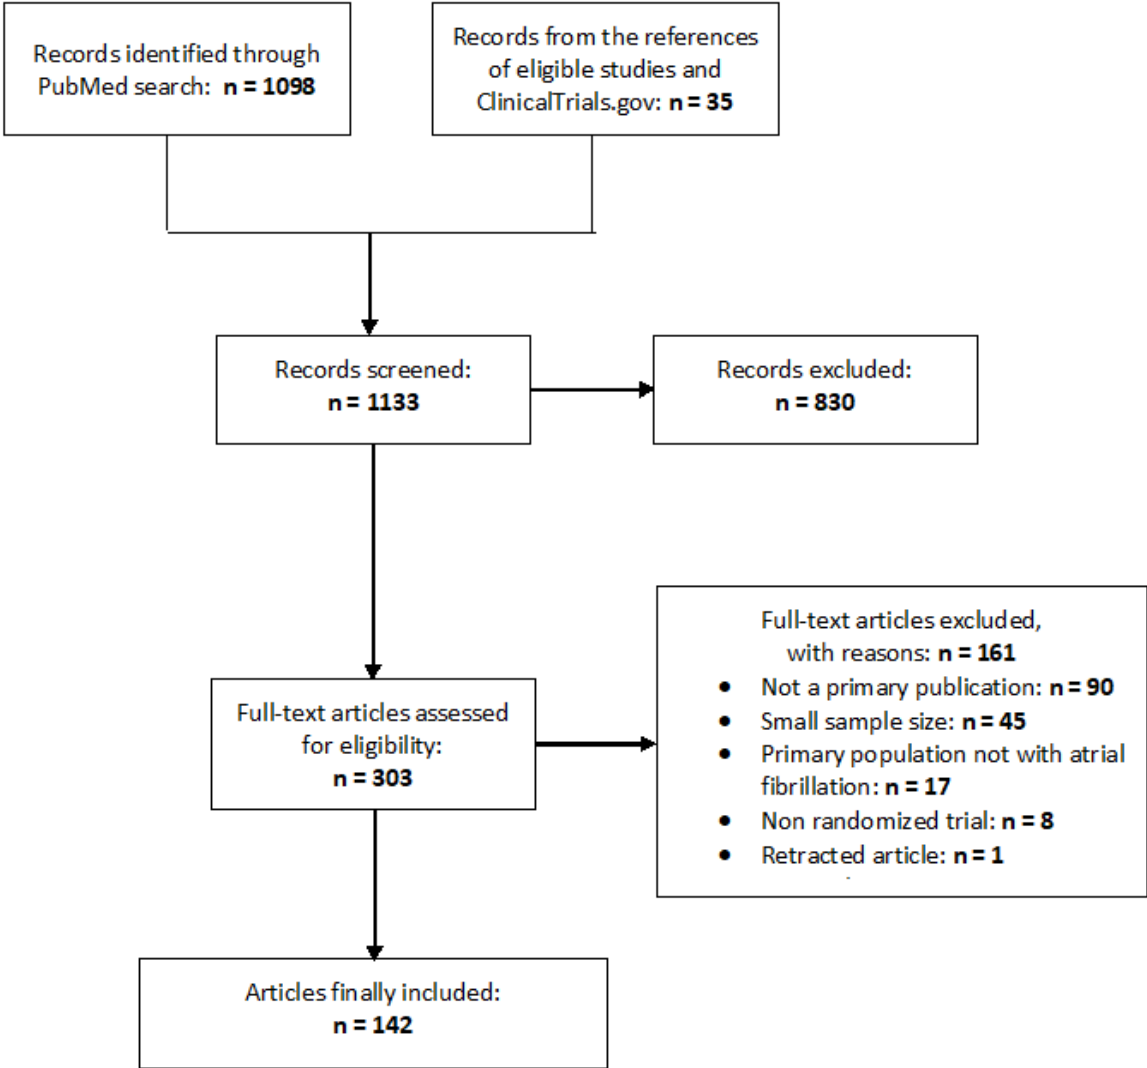 Records identified through
PubMed search: n = 1098
Records from the references
of eligible studies and
ClinicalTrials.gov: n = 35
Records screened:
n = 1133
Records excluded:
n = 830
Full-text articles assessed
for eligibility:
n = 303
Full-text articles excluded,
with reasons: n = 161
• Not a primary publication: n = 90
• Small sample size: n = 45
• Primary population not with atrial
fibrillation: n = 17
• Non randomized trial: n = 8
• Retracted article: n = 1
Articles finally included:
n = 142